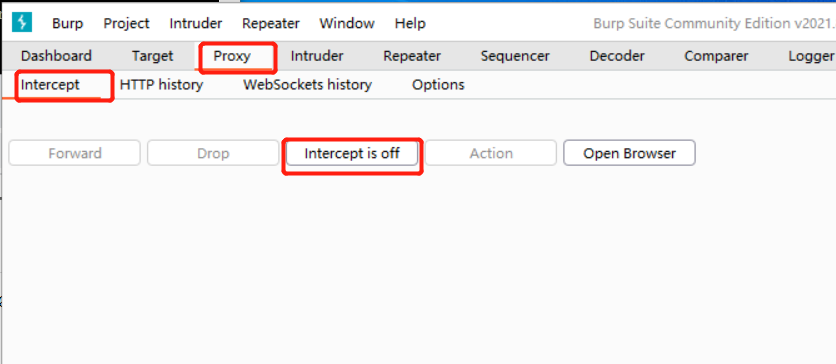 Burp Project Intruder Repeater Window Help Burp Suite Community Edition v2021.
Dashboard Target Proxy Intruder Repeater Sequencer Decoder Comparer Logger
Intercept HTTP history WebSockets history Options
Forward Drop Intercept is off Action Open Browser